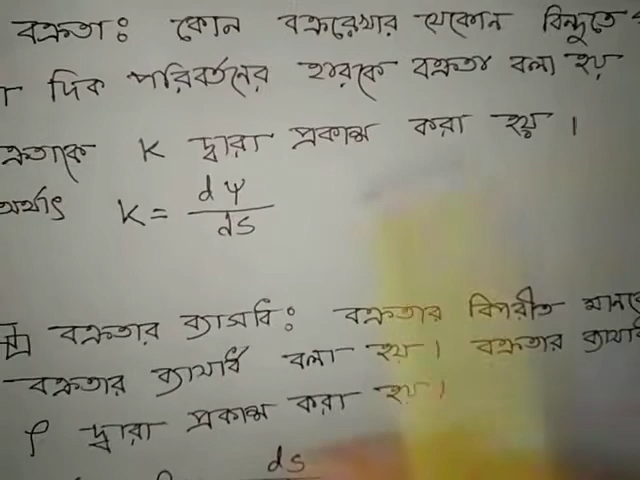 বক্রতা: কোন বক্ররেখার যেকোন বিন্দুতে
দিক পরিবর্তনের হারকে বক্রতা বলা হয়
ক্রতাকে K দ্বারা প্রকাশ করা হয়।
অর্থাৎ K = dψ/ds
বক্রতার ব্যাসার্ধ: বক্রতার বিপরীত মানকে
বক্রতার ব্যাসার্ধ বলা হয়। বক্রতার ব্যাসার্ধ
ρ দ্বারা প্রকাশ করা হয়।
ds